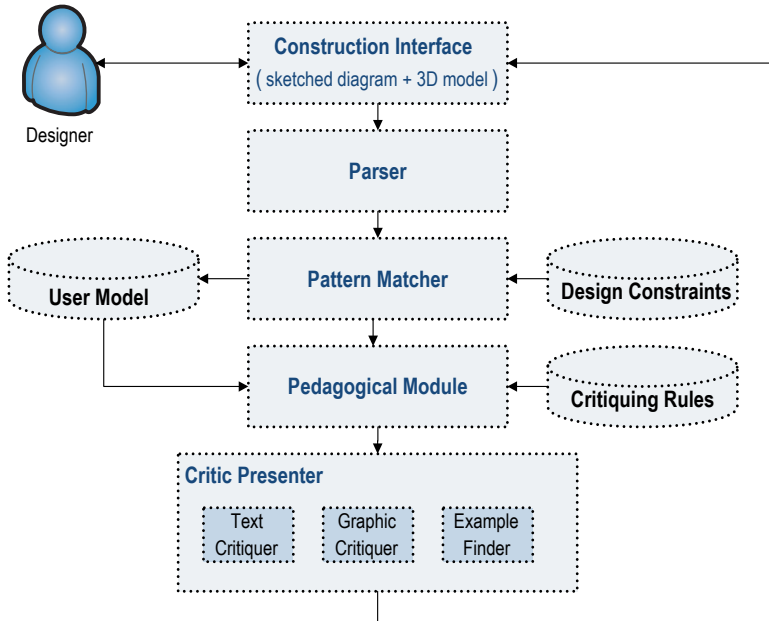 Construction Interface
( sketched diagram + 3D model )
Designer
Parser
Pattern Matcher
User Model
Design Constraints
Pedagogical Module
Critiquing Rules
Critic Presenter
Text
Critiquer
Graphic
Critiquer
Example
Finder